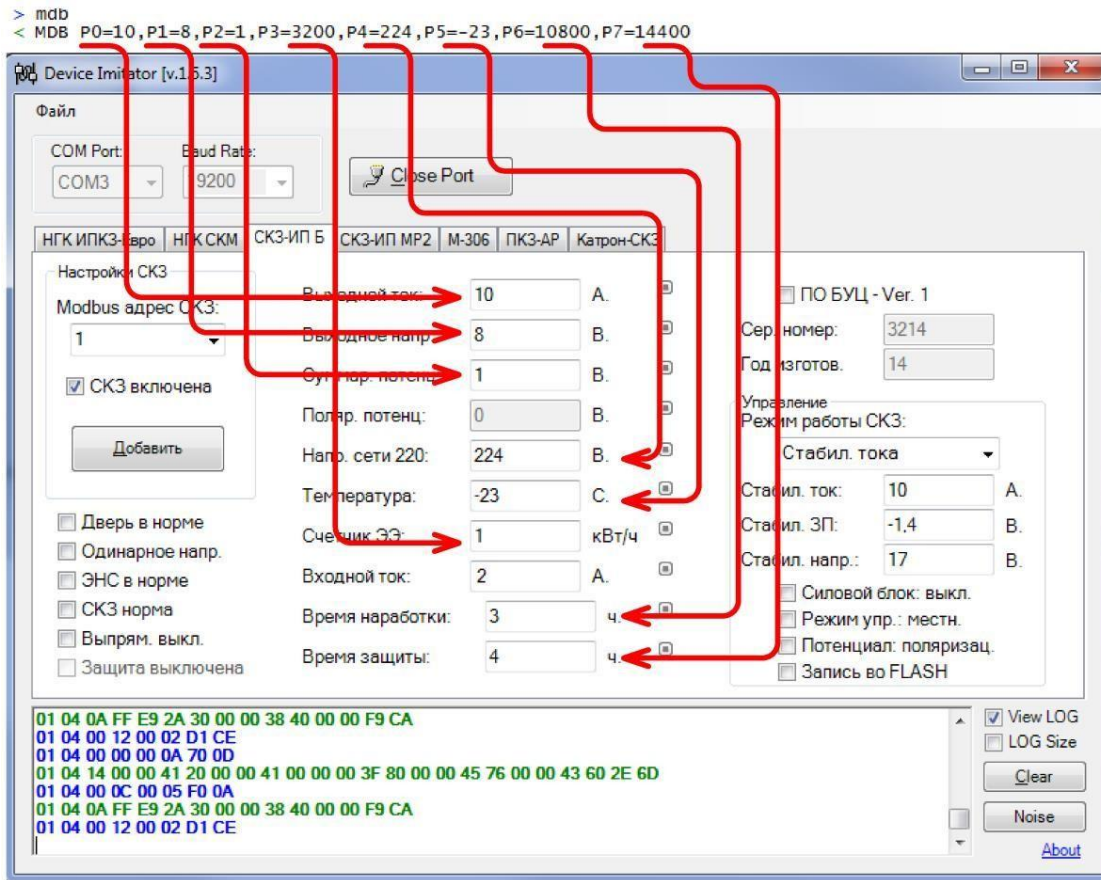 > mdb
< MDB P0=10,P1=8,P2=1,P3=3200,P4=224,P5=-23,P6=10800,P7=14400
Device Imitator [v.1.5.3]
Файл
COM Port: Baud Rate:
COM3 9200 Close Port
НГК ИПКЗ-Евро НГК СКМ СКЗ-ИП Б СКЗ-ИП МР2 М-306 ПКЗ-АР Катрон-СКЗ
Настройки СКЗ
Modbus адрес СКЗ:
1
СКЗ включена
Добавить
Дверь в норме
Одинарное напр.
ЭНС в норме
СКЗ норма
Выпрям. выкл.
Защита выключена
Выходной ток: 10 А.
Выходное напр. 8 В.
Суммар. потенц. 1 В.
Поляр. потенц: 0 В.
Напр. сети 220: 224 В.
Температура: -23 С.
Счетчик ЭЭ: 1 кВт/ч
Входной ток: 2 А.
Время наработки: 3 ч.
Время защиты: 4 ч.
ПО БУЦ - Ver. 1
Сер. номер: 3214
Год изготов. 14
Управление
Режим работы СКЗ:
Стабил. тока
Стабил. ток: 10 А.
Стабил. ЗП: -1,4 В.
Стабил. напр.: 17 В.
Силовой блок: выкл.
Режим упр.: местн.
Потенциал: поляризац.
Запись во FLASH
01 04 0A FF E9 2A 30 00 00 38 40 00 00 F9 CA
01 04 00 12 00 02 D1 CE
01 04 00 00 00 0A 70 0D
01 04 14 00 00 41 20 00 00 41 00 00 00 3F 80 00 00 45 76 00 00 43 60 2E 6D
01 04 00 0C 00 05 F0 0A
01 04 0A FF E9 2A 30 00 00 38 40 00 00 F9 CA
01 04 00 12 00 02 D1 CE
View LOG
LOG Size
Clear
Noise
About